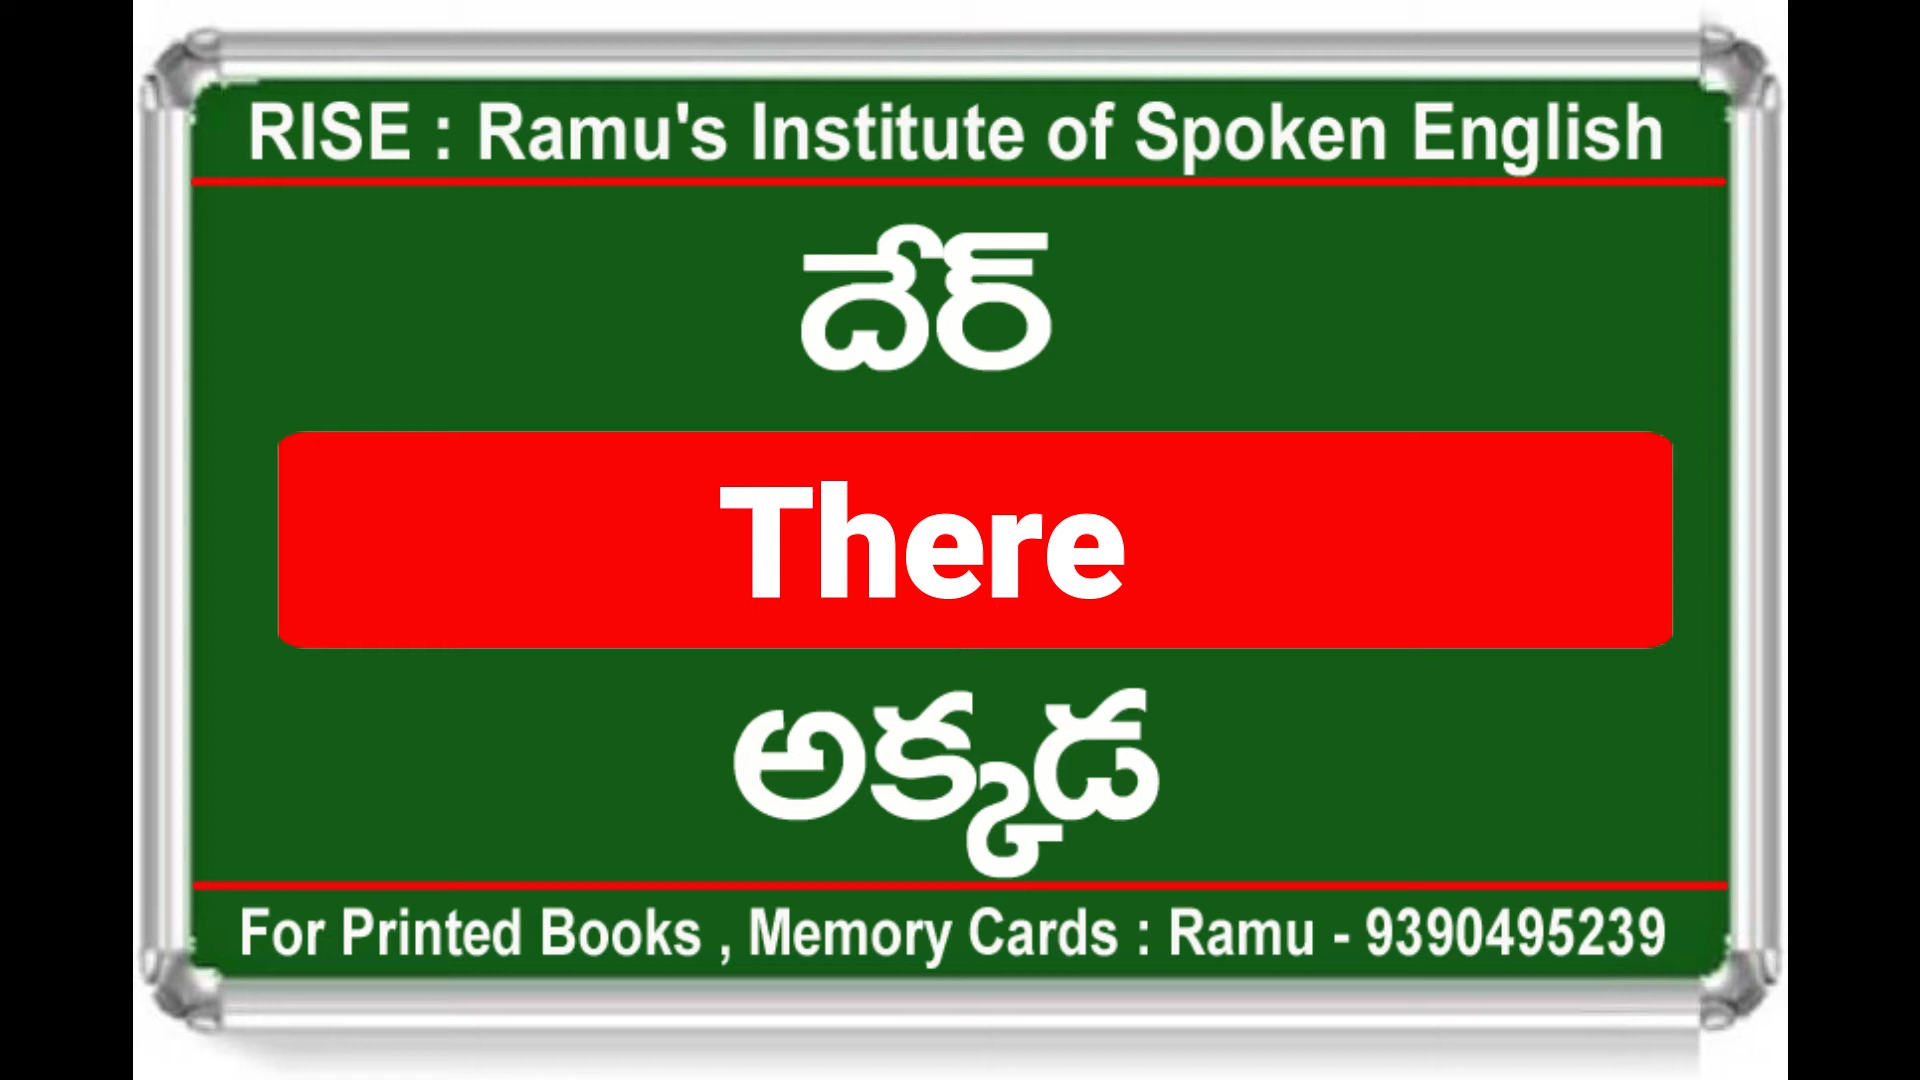 RISE : Ramu's Institute of Spoken English
దేర్
There
అక్కడ
For Printed Books , Memory Cards : Ramu - 9390495239